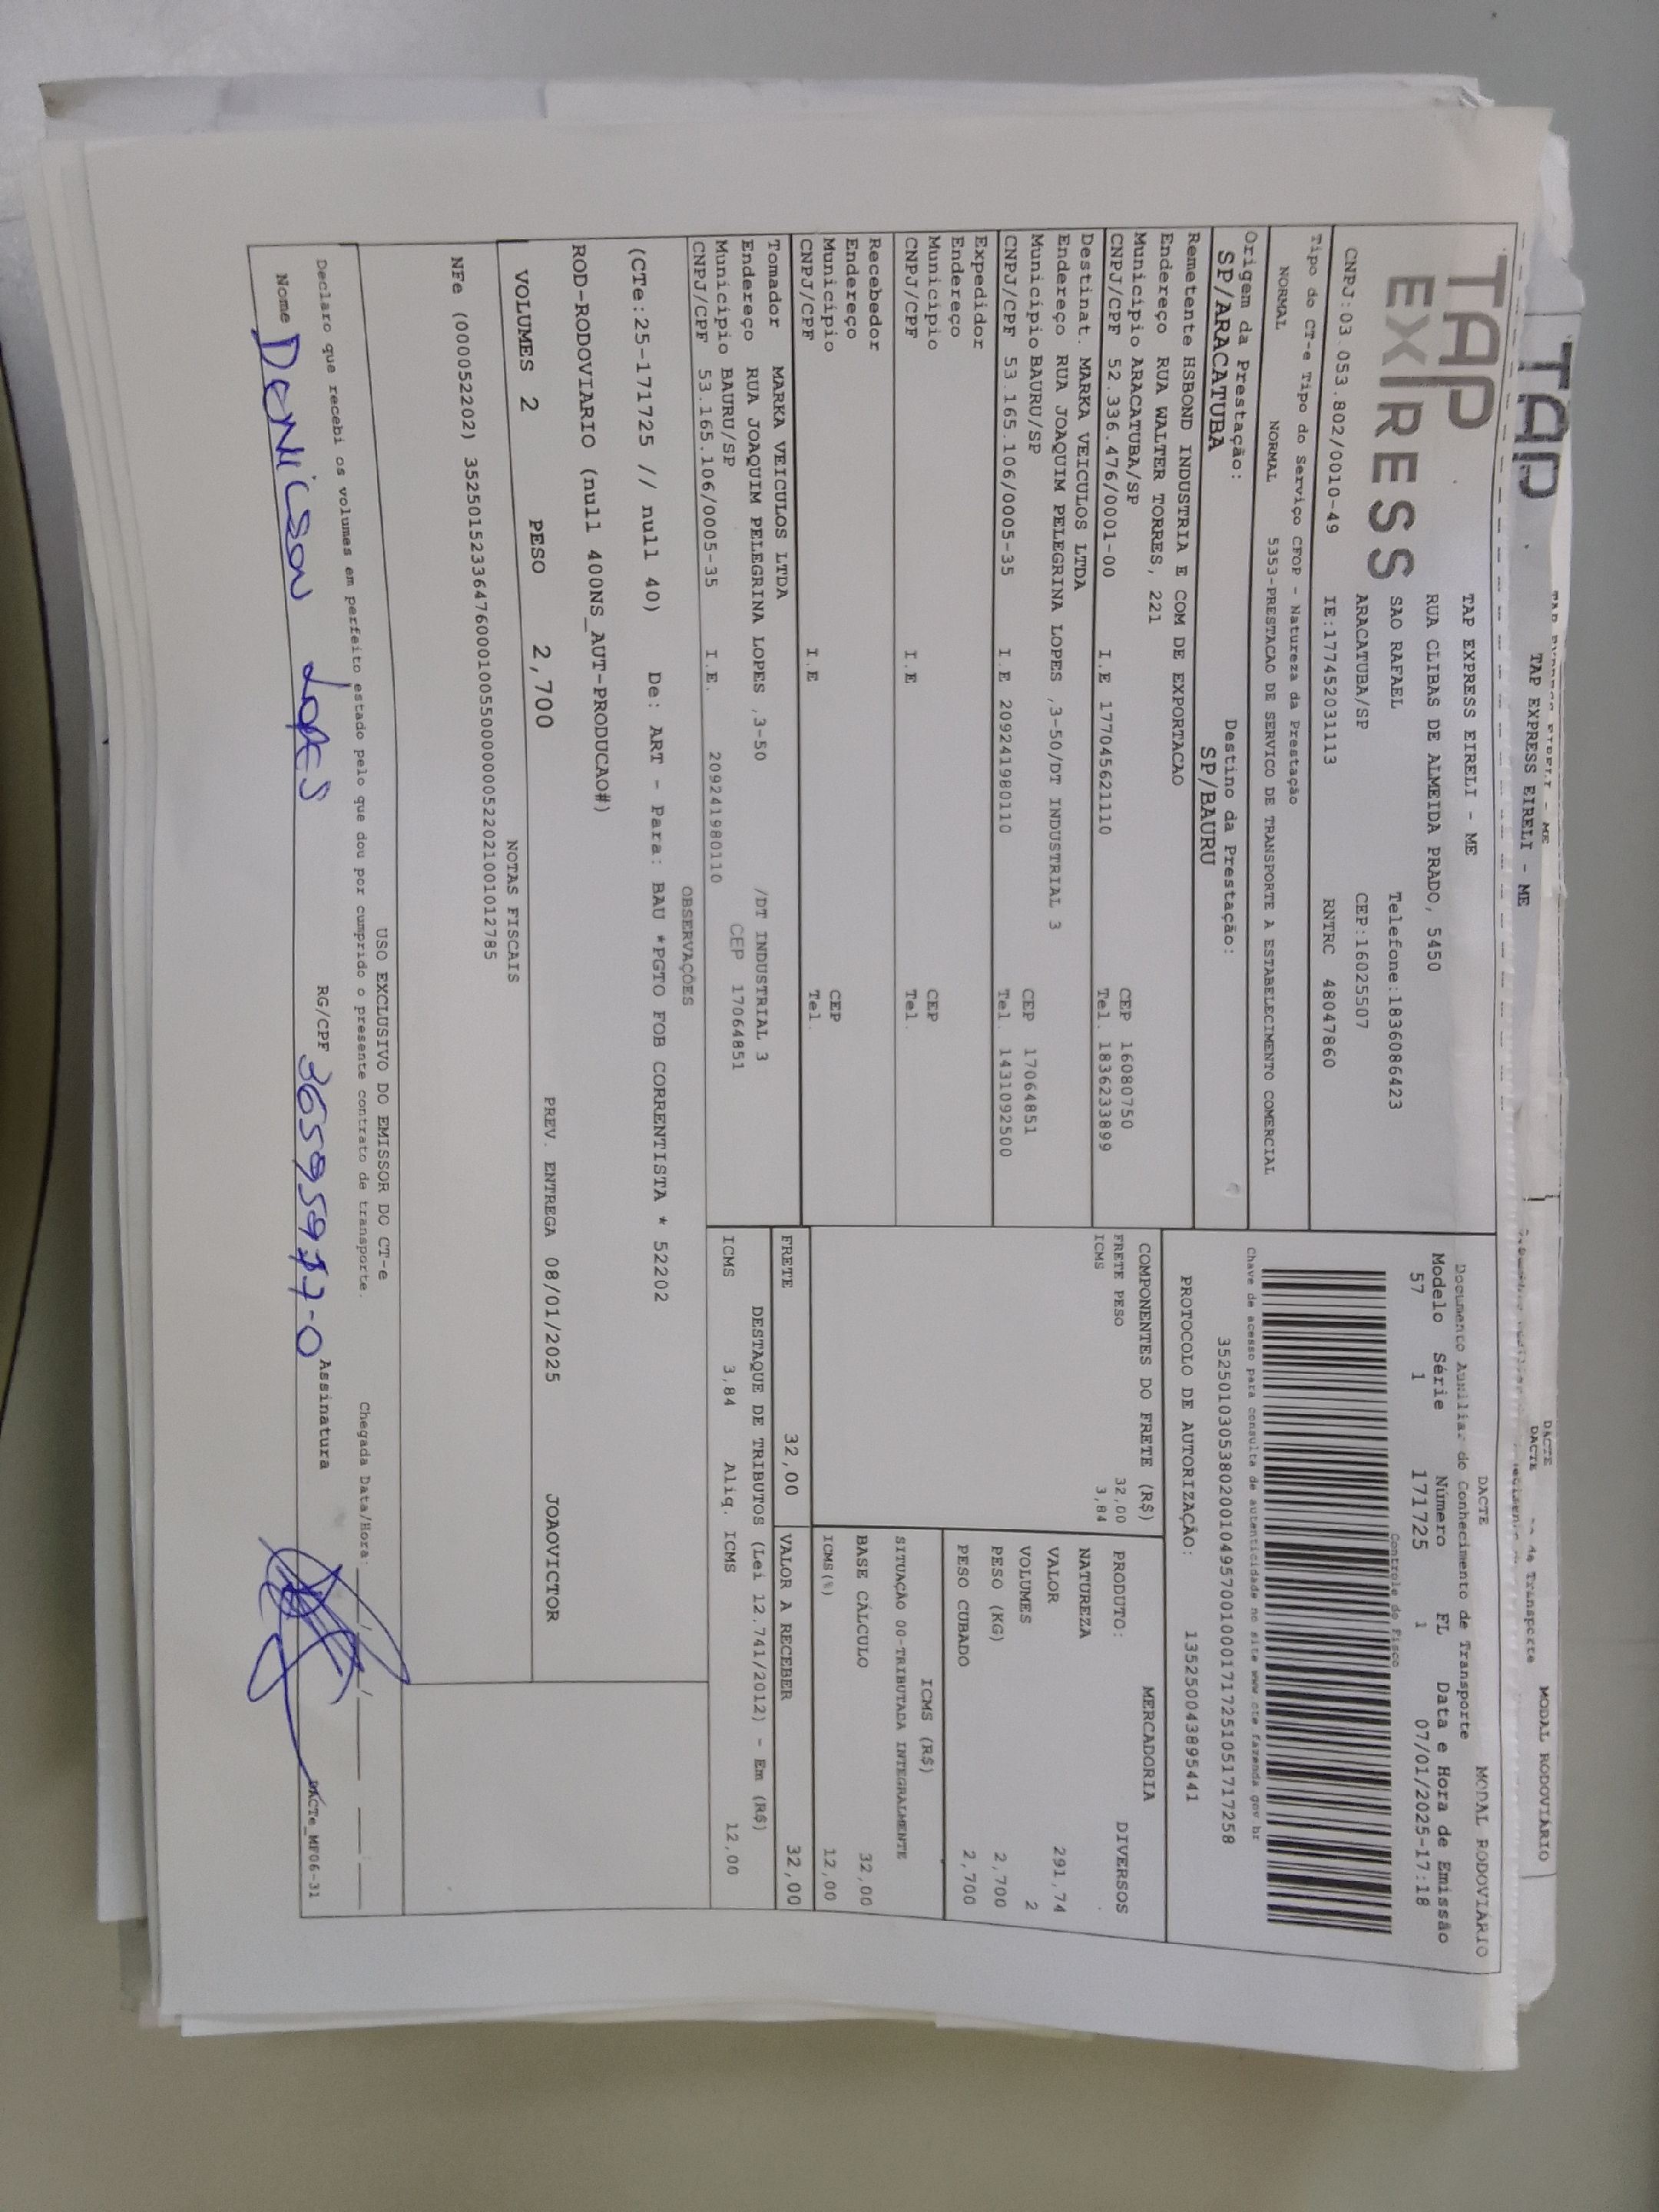 TAP
TAP EXPRESS EIRELI - ME
DACTE
MODAL RODOVIÁRIO
TAP EXPRESS
TAP EXPRESS EIRELI - ME
RUA CLIBAS DE ALMEIDA PRADO, 5450
SAO RAFAEL Telefone:1836086423
ARACATUBA/SP CEP:16025507
CNPJ:03.053.802/0010-49 IE:177452031113 RNTRC 48047860
DACTE MODAL RODOVIÁRIO
Documento Auxiliar do Conhecimento de Transporte
Modelo Série Número FL Data e Hora de Emissão
57 1 171725 1 07/01/2025-17:18
Controle do Fisco
Tipo do CT-e Tipo do Serviço CFOP - Natureza da Prestação
NORMAL NORMAL 5353-PRESTACAO DE SERVICO DE TRANSPORTE A ESTABELECIMENTO COMERCIAL
Chave de acesso para consulta de autenticidade no site www.cte.fazenda.gov.br
35250103053802001049570010001717251051717258
Origem da Prestação: Destino da Prestação:
SP/ARACATUBA SP/BAURU
PROTOCOLO DE AUTORIZAÇÃO: 135250043895441
Remetente HSBOND INDUSTRIA E COM DE EXPORTACAO
Endereço RUA WALTER TORRES, 221
Município ARACATUBA/SP CEP 16080750
CNPJ/CPF 52.336.476/0001-00 I.E 177045621110 Tel. 1836233899
Destinat. MARKA VEICULOS LTDA
Endereço RUA JOAQUIM PELEGRINA LOPES ,3-50/DT INDUSTRIAL 3
Município BAURU/SP CEP 17064851
CNPJ/CPF 53.165.106/0005-35 I.E 209241980110 Tel. 1431092500
Expedidor
Endereço
Município CEP
CNPJ/CPF I.E Tel.
Recebedor
Endereço
Município CEP
CNPJ/CPF I.E Tel.
Tomador MARKA VEICULOS LTDA
Endereço RUA JOAQUIM PELEGRINA LOPES ,3-50 /DT INDUSTRIAL 3
Município BAURU/SP CEP 17064851
CNPJ/CPF 53.165.106/0005-35 I.E. 209241980110
COMPONENTES DO FRETE (R$)
FRETE PESO 32,00
ICMS 3,84
MERCADORIA
PRODUTO: DIVERSOS
NATUREZA
VALOR 291,74
VOLUMES 2
PESO (KG) 2,700
PESO CUBADO 2,700
ICMS (R$)
SITUAÇÃO 00-TRIBUTADA INTEGRALMENTE
BASE CÁLCULO 32,00
ICMS(%) 12,00
FRETE 32,00 VALOR A RECEBER 32,00
DESTAQUE DE TRIBUTOS (Lei 12.741/2012) - Em (R$)
ICMS 3,84 Aliq. ICMS 12,00
OBSERVAÇÕES
(CTe:25-171725 // null 40) De: ART - Para: BAU *PGTO FOB CORRENTISTA * 52202
ROD-RODOVIARIO (null 400NS_AUT-PRODUCAO#)
VOLUMES 2 PESO 2,700 PREV. ENTREGA 08/01/2025 JOAOVICTOR
NOTAS FISCAIS
NFe (000052202) 35250152336476000100550000000522021001012785
USO EXCLUSIVO DO EMISSOR DO CT-e
Declaro que recebi os volumes em perfeito estado pelo que dou por cumprido o presente contrato de transporte. Chegada Data/Hora: __/__/__ __:__
Nome Denilson Lopes RG/CPF Assinatura
DACTe_MF06-31